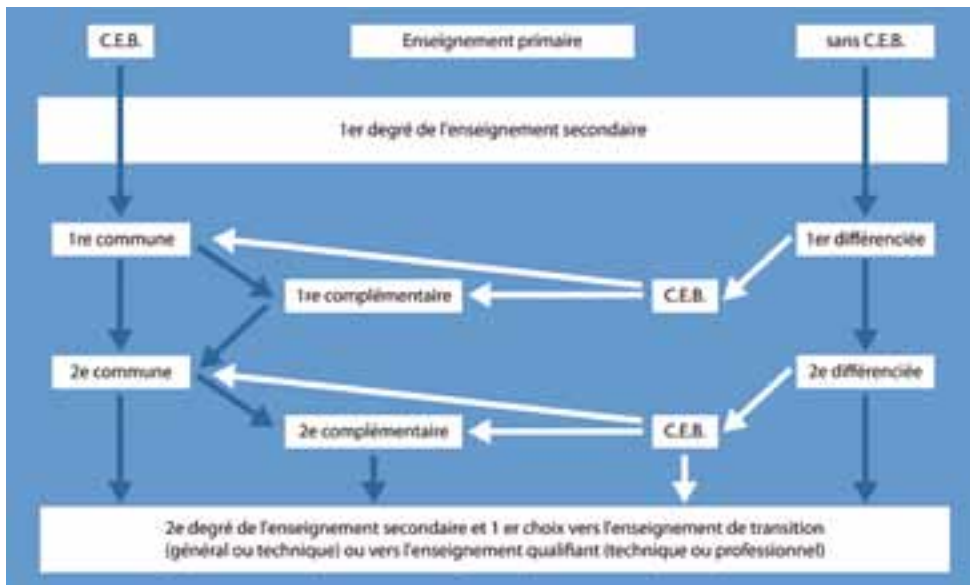 C.E.B.
Enseignement primaire
sans C.E.B.
1er degré de l'enseignement secondaire
1re commune
1er différenciée
1re complémentaire
C.E.B.
2e commune
2e différenciée
2e complémentaire
C.E.B.
2e degré de l'enseignement secondaire et 1 er choix vers l'enseignement de transition
(général ou technique) ou vers l'enseignement qualifiant (technique ou professionnel)